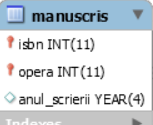 manuscris
isbn INT(11)
opera INT(11)
anul_scrierii YEAR(4)
Indexes